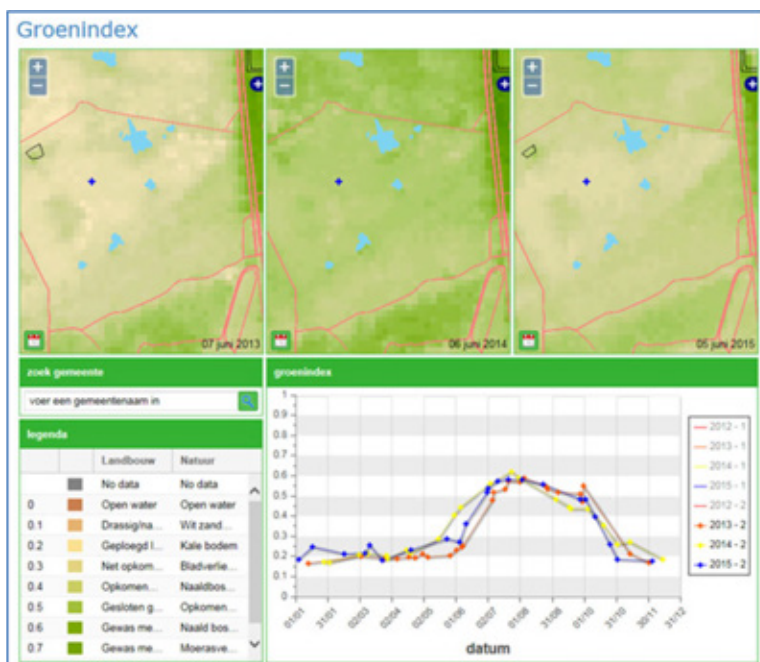 GroenIndex
+
−
07 juni 2013
+
−
06 juni 2014
+
−
05 juni 2015
zoek gemeente
voer een gemeentenaam in
legenda
Landbouw Natuur
No data No data
0 Open water Open water
0.1 Drassig/na... Wit zand...
0.2 Geploegd l... Kale bodem
0.3 Net opkom... Bladverlie...
0.4 Opkomen... Naaldbos...
0.5 Gesloten g... Opkomen...
0.6 Gewas me... Naald bos...
0.7 Gewas me... Moerasve...
groenindex
1
0.9
0.8
0.7
0.6
0.5
0.4
0.3
0.2
0.1
0
01/01
31/01
02/03
02/04
02/05
01/06
02/07
01/08
01/09
01/10
31/10
30/11
31/12
datum
2012 - 1
2013 - 1
2014 - 1
2015 - 1
2012 - 2
2013 - 2
2014 - 2
2015 - 2